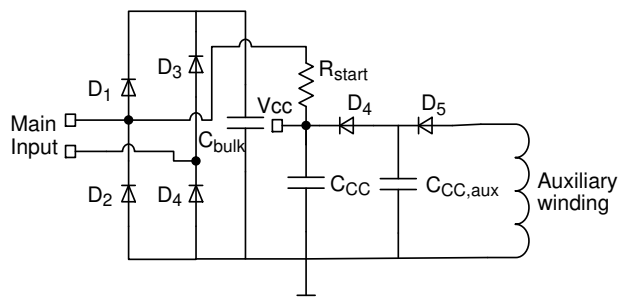 D3
Rstart
D1
Vcc
D4
D5
Main
Input
Cbulk
D2
D4
CCC
CCC,aux
Auxiliary
winding